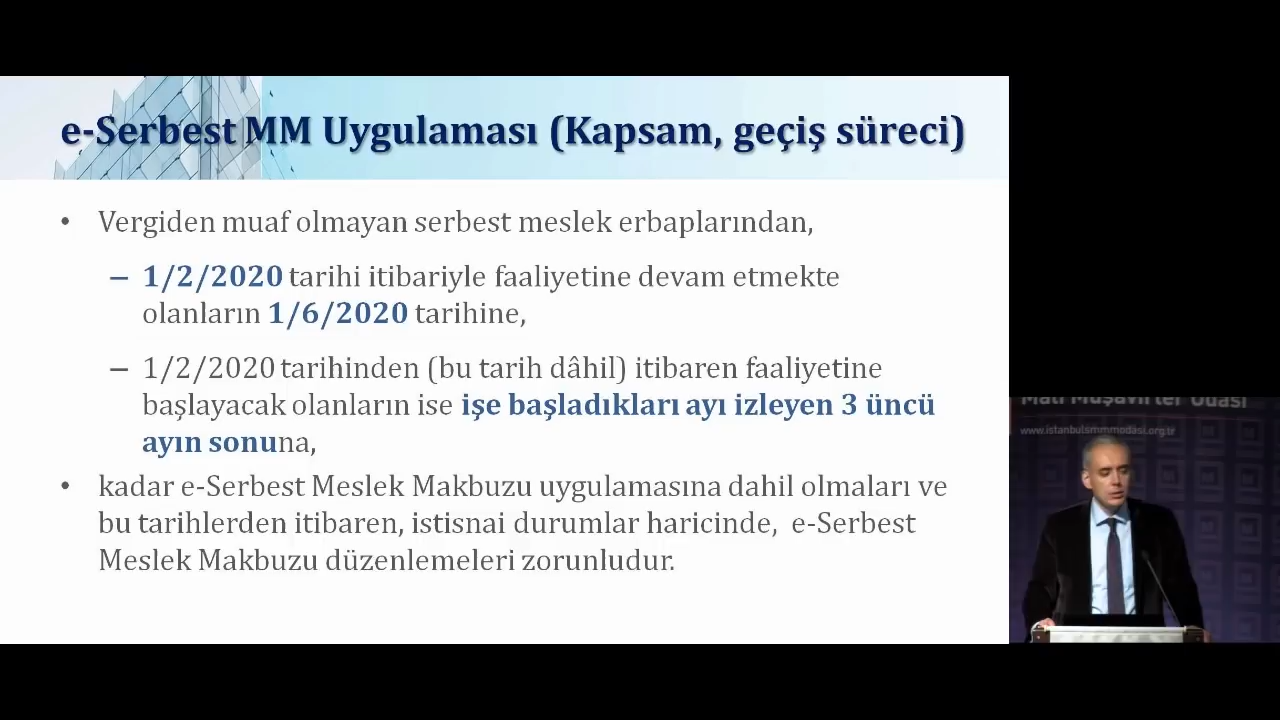 e-Serbest MM Uygulaması (Kapsam, geçiş süreci)
• Vergiden muaf olmayan serbest meslek erbaplarından,
– 1/2/2020 tarihi itibariyle faaliyetine devam etmekte
olanların 1/6/2020 tarihine,
– 1/2/2020 tarihinden (bu tarih dâhil) itibaren faaliyetine
başlayacak olanların ise işe başladıkları ayı izleyen 3 üncü
ayın sonuna,
• kadar e-Serbest Meslek Makbuzu uygulamasına dahil olmaları ve
bu tarihlerden itibaren, istisnai durumlar haricinde, e-Serbest
Meslek Makbuzu düzenlemeleri zorunludur.
Mali Müşavirler Odası
www.istanbulsmmmodasi.org.tr